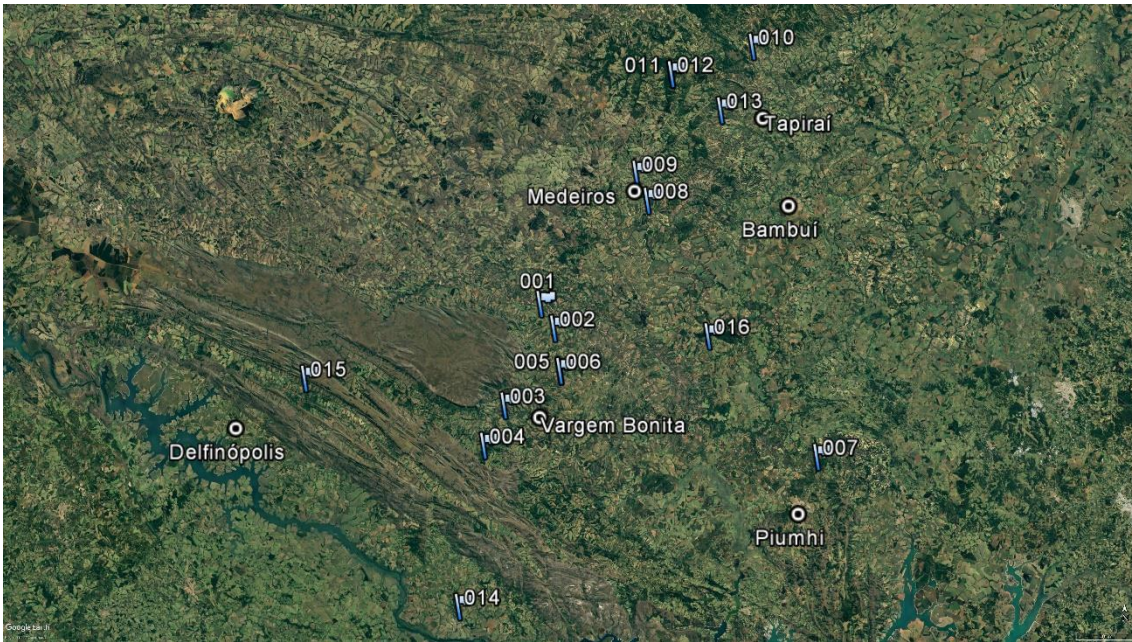 010
011 012
013
Tapiraí
009
Medeiros
008
Bambuí
001
002
016
005 006
015
003
Vargem Bonita
004
Delfinópolis
007
Piumhi
014
Google Earth